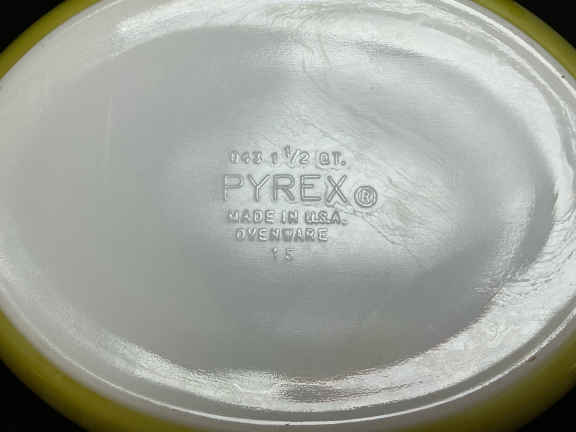 043 1 1/2 QT.
PYREX®
MADE IN U.S.A.
OVENWARE
15